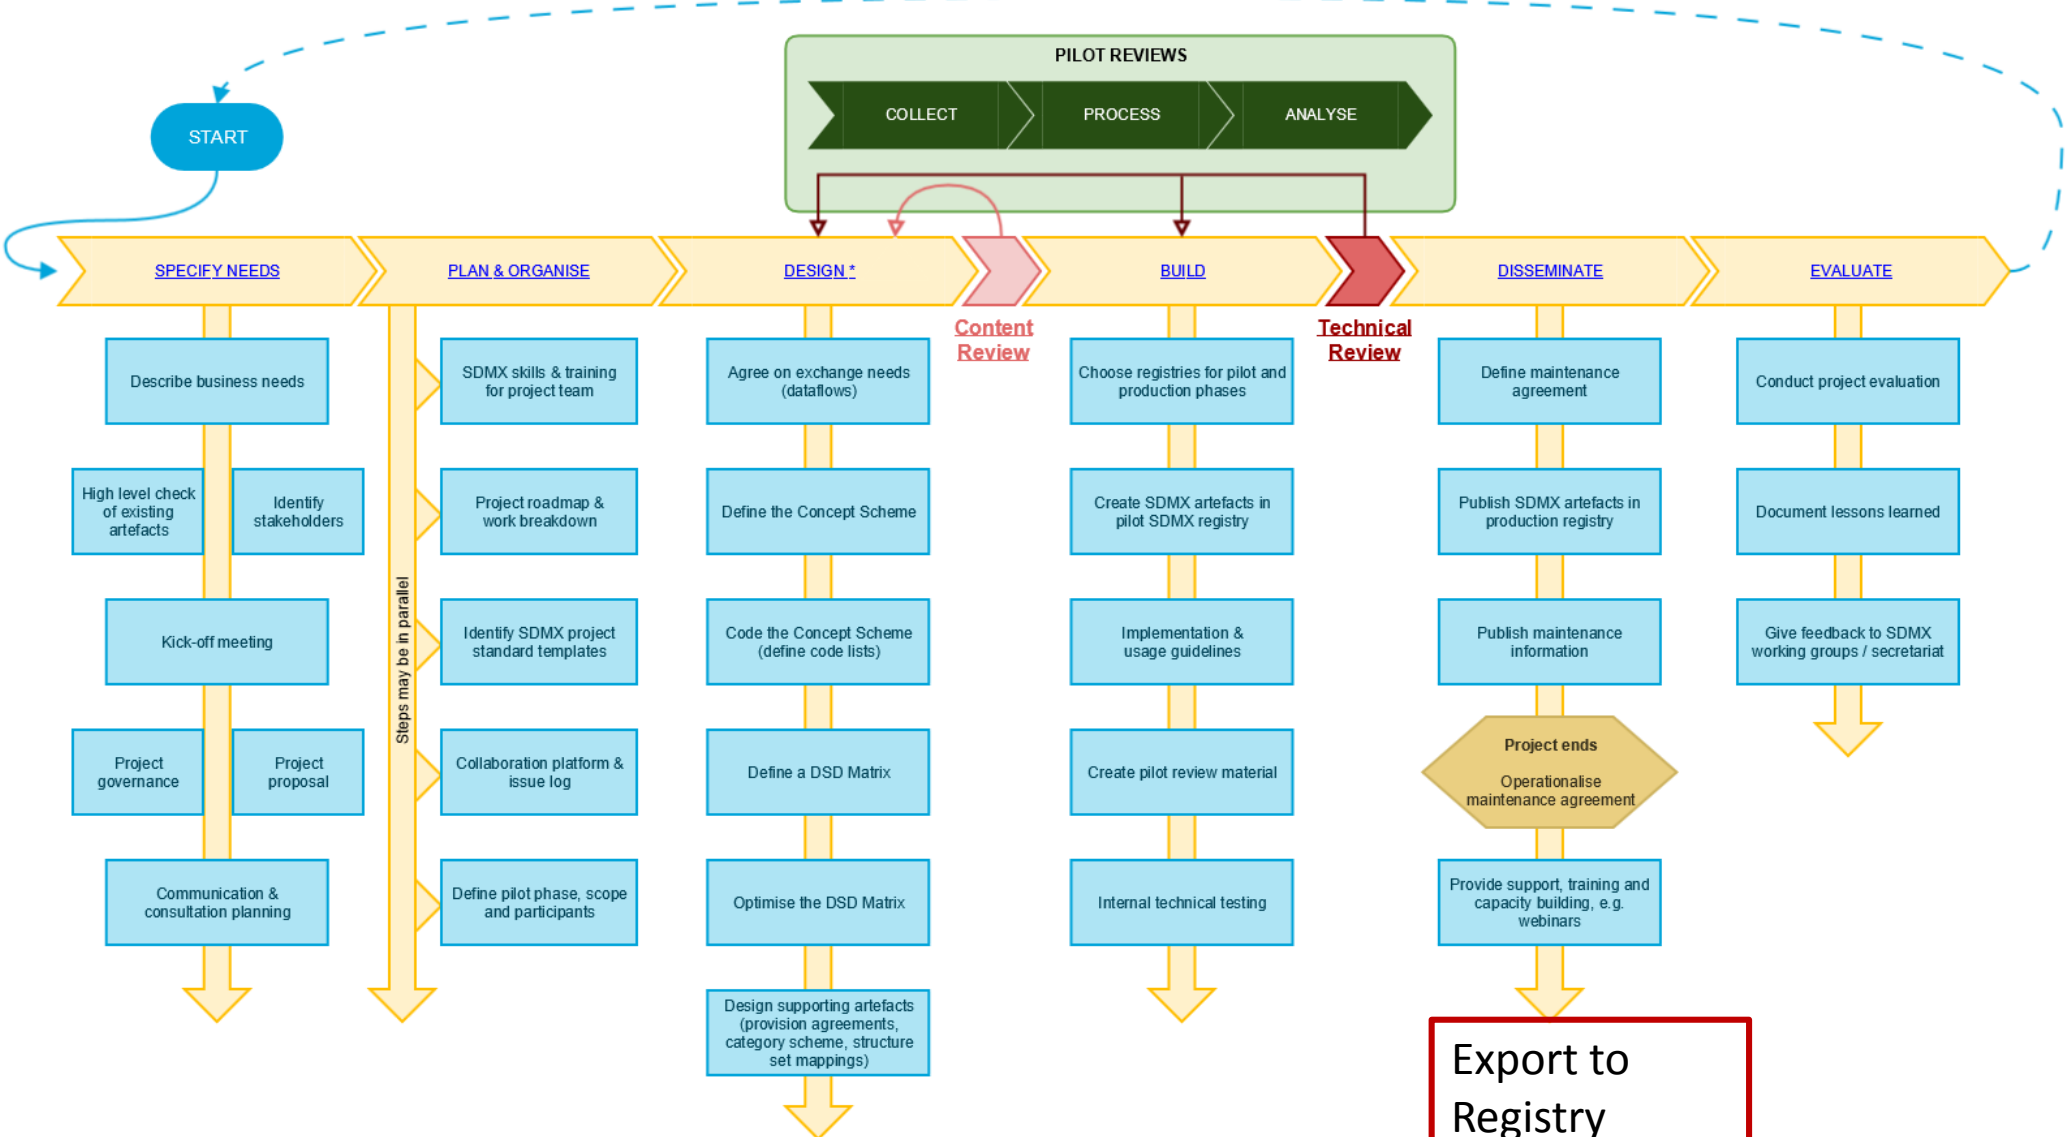 PILOT REVIEWS
COLLECT
PROCESS
ANALYSE
START
SPECIFY NEEDS
PLAN & ORGANISE
DESIGN *
BUILD
DISSEMINATE
EVALUATE
Content
Review
Technical
Review
Describe business needs
High level check
of existing
artefacts
Identify
stakeholders
Kick-off meeting
Project
governance
Project
proposal
Communication &
consultation planning
Steps may be in parallel
SDMX skills & training
for project team
Project roadmap &
work breakdown
Identify SDMX project
standard templates
Collaboration platform &
issue log
Define pilot phase, scope
and participants
Agree on exchange needs
(dataflows)
Define the Concept Scheme
Code the Concept Scheme
(define code lists)
Define a DSD Matrix
Optimise the DSD Matrix
Design supporting artefacts
(provision agreements,
category scheme, structure
set mappings)
Choose registries for pilot and
production phases
Create SDMX artefacts in
pilot SDMX registry
Implementation &
usage guidelines
Create pilot review material
Internal technical testing
Define maintenance
agreement
Publish SDMX artefacts in
production registry
Publish maintenance
information
Project ends
Operationalise
maintenance agreement
Provide support, training and
capacity building, e.g.
webinars
Export to
Registry
Conduct project evaluation
Document lessons learned
Give feedback to SDMX
working groups / secretariat